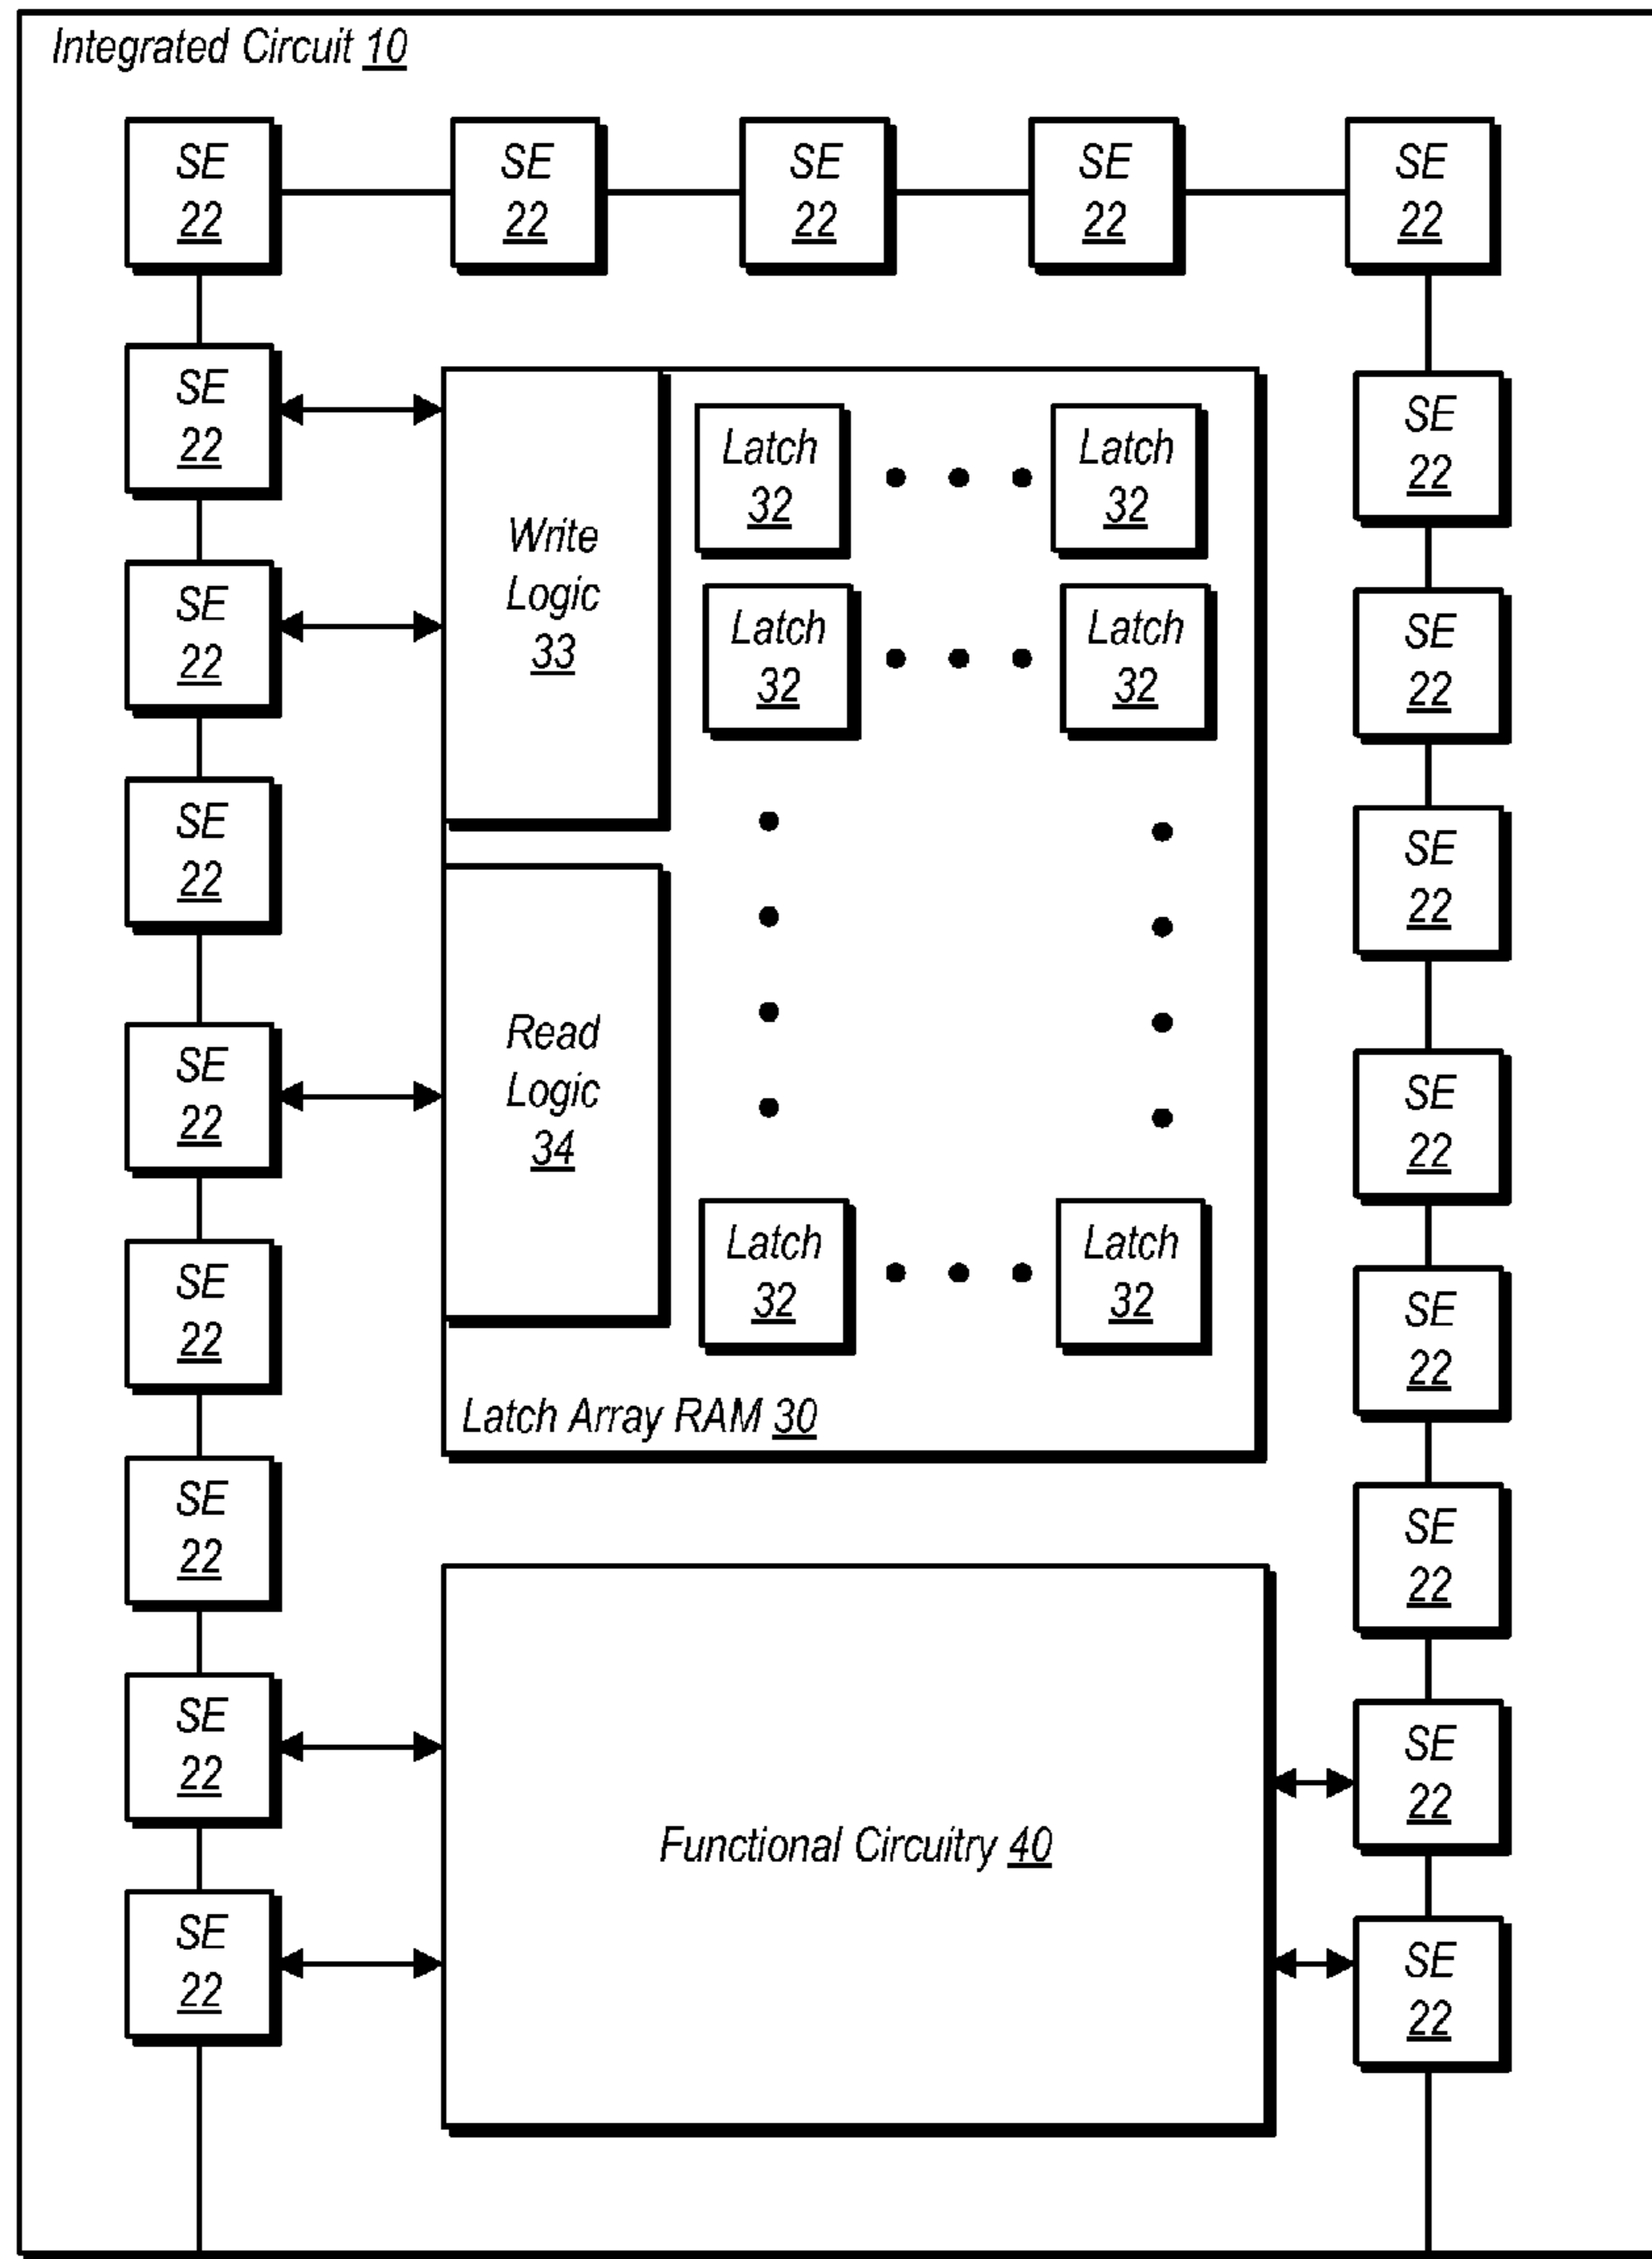 Integrated Circuit 10
SE
22
SE
22
SE
22
SE
22
SE
22
SE
22
SE
22
SE
22
SE
22
SE
22
SE
22
SE
22
SE
22
Write
Logic
33
Read
Logic
34
Latch
32
Latch
32
Latch
32
Latch
32
Latch
32
Latch
32
Latch Array RAM 30
Functional Circuitry 40
SE
22
SE
22
SE
22
SE
22
SE
22
SE
22
SE
22
SE
22